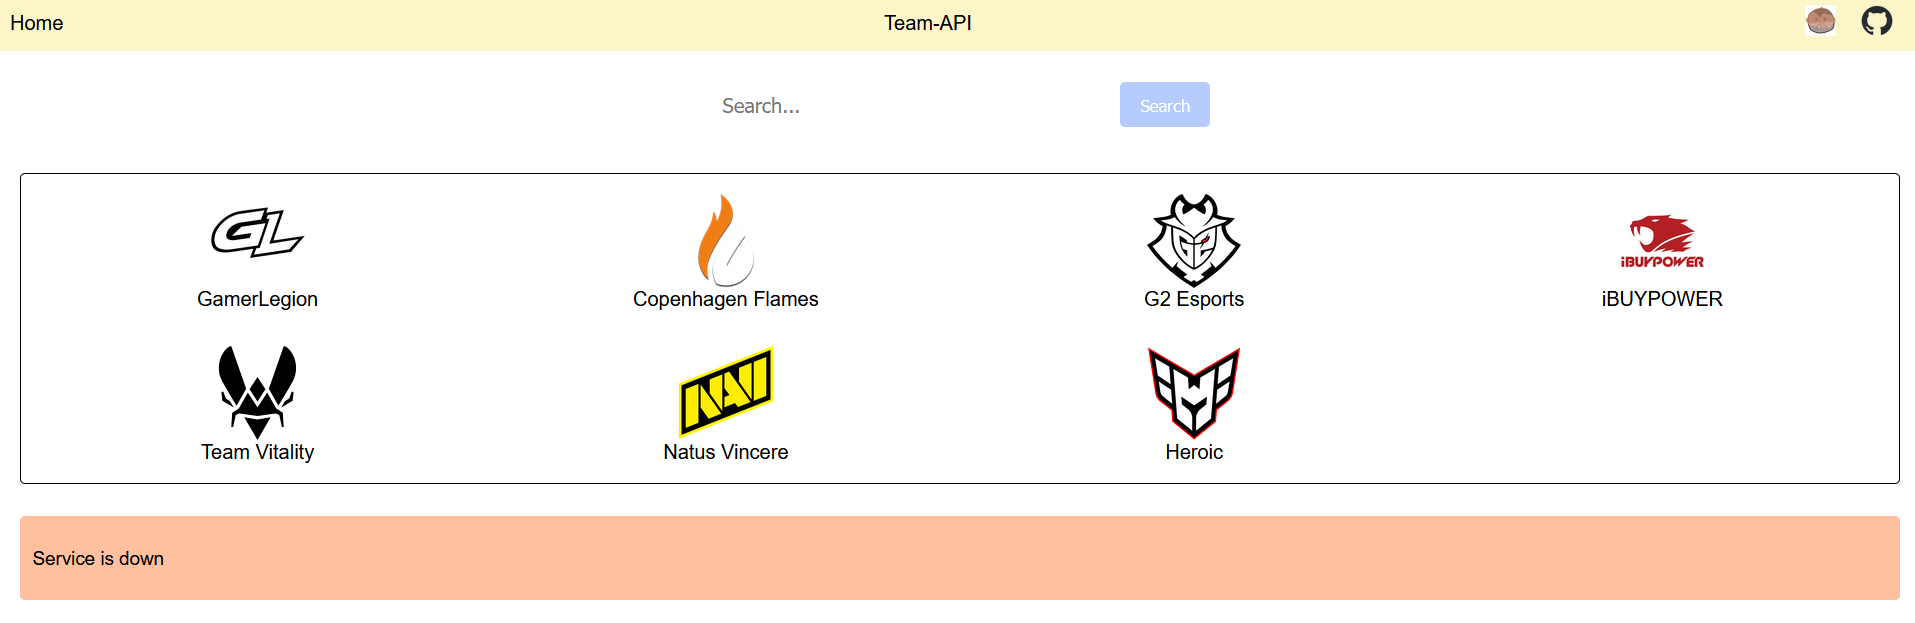 Home
Team-API
Search...
Search
GL
iBUYPOWER
GamerLegion
Copenhagen Flames
G2 Esports
iBUYPOWER
NAVI
Team Vitality
Natus Vincere
Heroic
Service is down